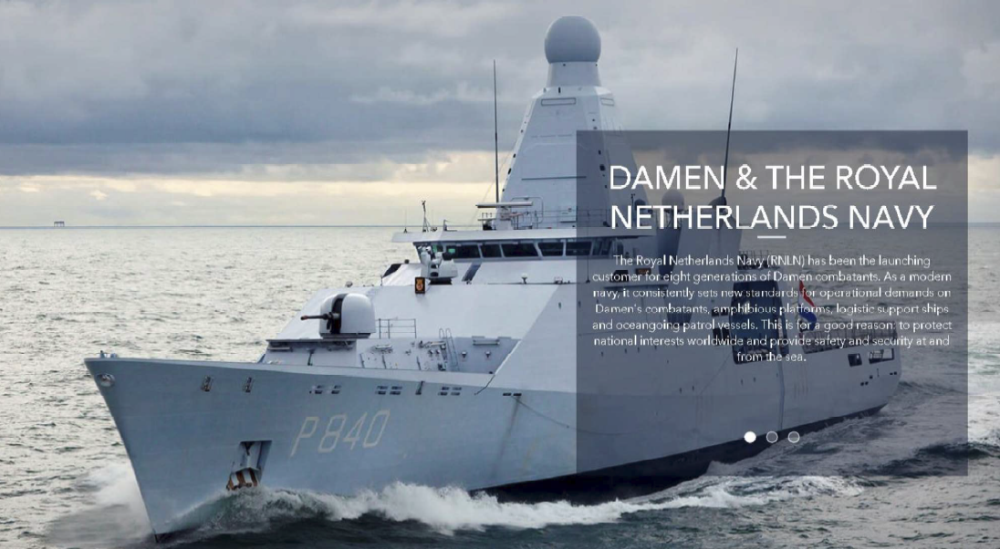 DAMEN & THE ROYAL
NETHERLANDS NAVY
The Royal Netherlands Navy (RNLN) has been the launching
customer for eight generations of Damen combatants. As a modern
navy, it consistently sets new standards for operational demands on
Damen's combatants, amphibious platforms, logistic support ships
and oceangoing patrol vessels. This is for a good reason: to protect
national interests worldwide and provide safety and security at and
from the sea.
P840